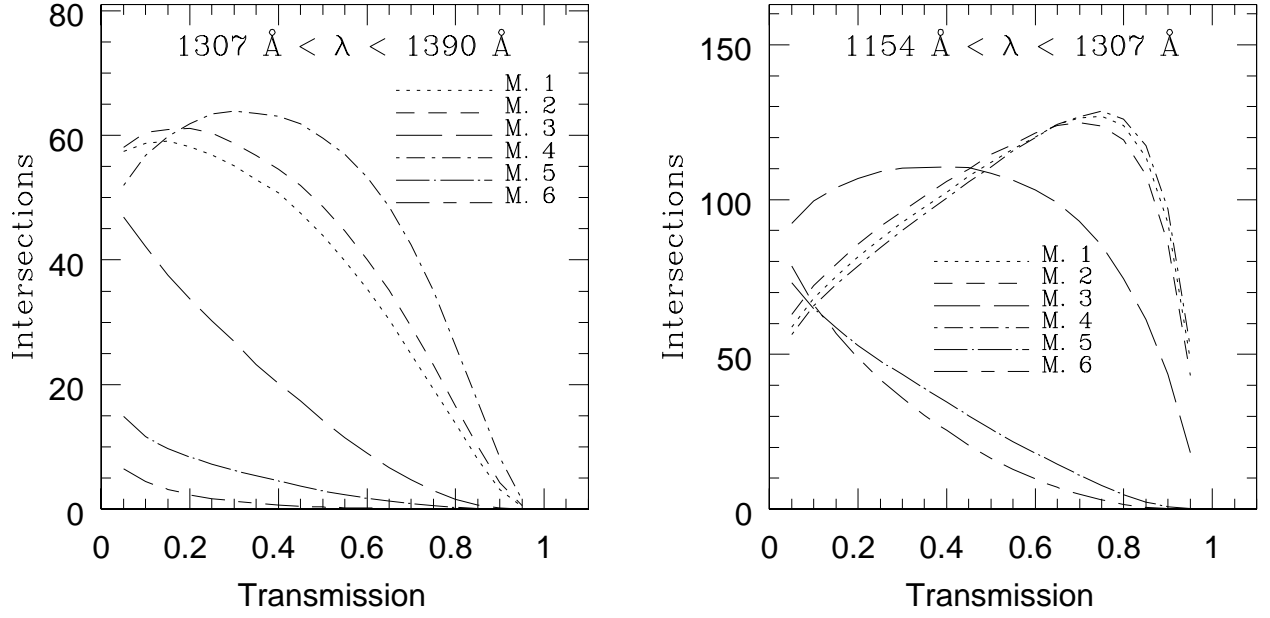 1307 Å < λ < 1390 Å
M. 1
M. 2
M. 3
M. 4
M. 5
M. 6
80
60
40
20
0
Intersections
0 0.2 0.4 0.6 0.8 1
Transmission
1154 Å < λ < 1307 Å
M. 1
M. 2
M. 3
M. 4
M. 5
M. 6
150
100
50
0
Intersections
0 0.2 0.4 0.6 0.8 1
Transmission